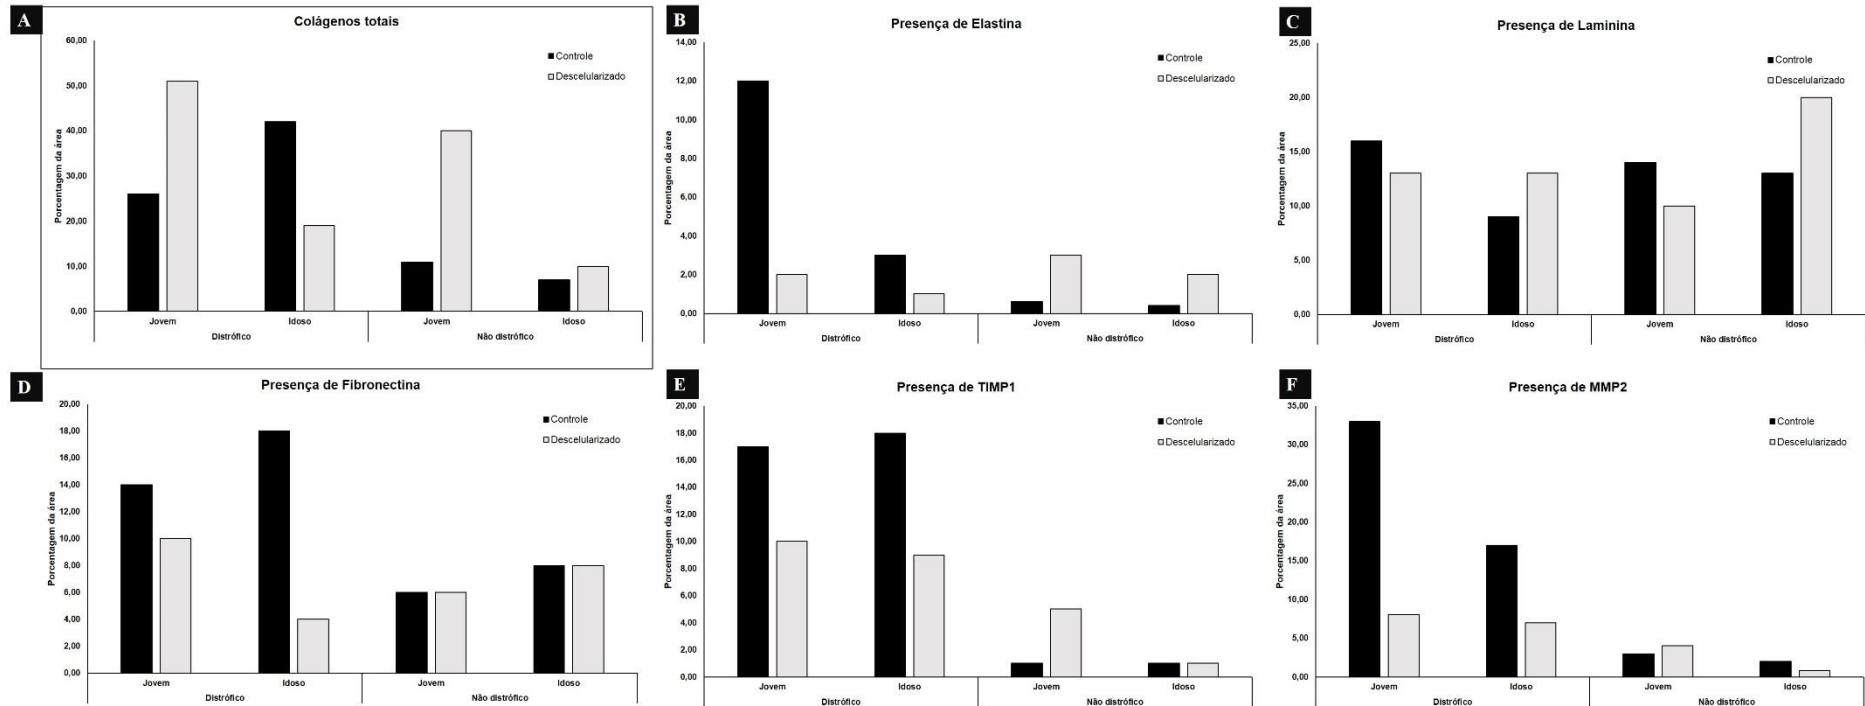 A
Colágenos totais
Controle
Descelularizado
Porcentagem da área
60,00
50,00
40,00
30,00
20,00
10,00
0,00
Jovem
Idoso
Jovem
Idoso
Distrófico
Não distrófico
B
Presença de Elastina
Controle
Descelularizado
Porcentagem da área
14,00
12,00
10,00
8,00
6,00
4,00
2,00
0,00
Jovem
Idoso
Jovem
Idoso
Distrófico
Não distrófico
C
Presença de Laminina
Controle
Descelularizado
Porcentagem da área
25,00
20,00
15,00
10,00
5,00
0,00
Jovem
Idoso
Jovem
Idoso
Distrófico
Não distrófico
D
Presença de Fibronectina
Controle
Descelularizado
Porcentagem da área
20,00
18,00
16,00
14,00
12,00
10,00
8,00
6,00
4,00
2,00
0,00
Jovem
Idoso
Jovem
Idoso
Distrófico
Não distrófico
E
Presença de TIMP1
Controle
Descelularizado
Porcentagem da área
20,00
18,00
16,00
14,00
12,00
10,00
8,00
6,00
4,00
2,00
0,00
Jovem
Idoso
Jovem
Idoso
Distrófico
Não distrófico
F
Presença de MMP2
Controle
Descelularizado
Porcentagem da área
35,00
30,00
25,00
20,00
15,00
10,00
5,00
0,00
Jovem
Idoso
Jovem
Idoso
Distrófico
Não distrófico